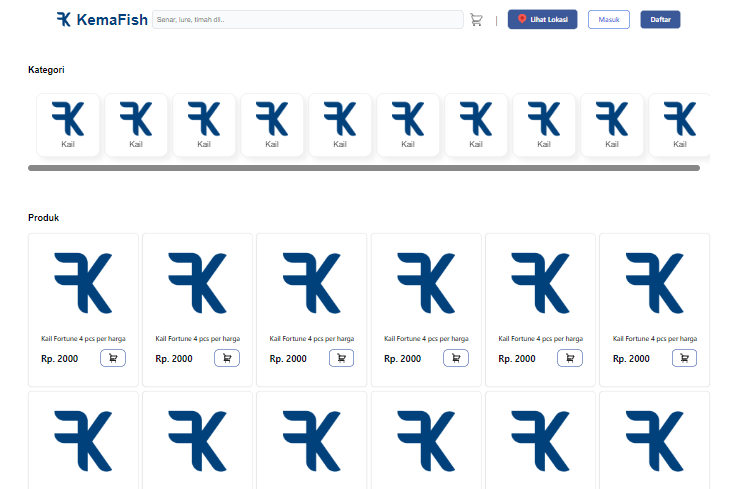 KemaFish
Senar, lure, timah dll..
| Lihat Lokasi Masuk Daftar
Kategori
Kail Kail Kail Kail Kail Kail Kail Kail Kail Kail
Produk
Kail Fortune 4 pcs per harga Kail Fortune 4 pcs per harga Kail Fortune 4 pcs per harga Kail Fortune 4 pcs per harga Kail Fortune 4 pcs per harga Kail Fortune 4 pcs per harga
Rp. 2000 Rp. 2000 Rp. 2000 Rp. 2000 Rp. 2000 Rp. 2000